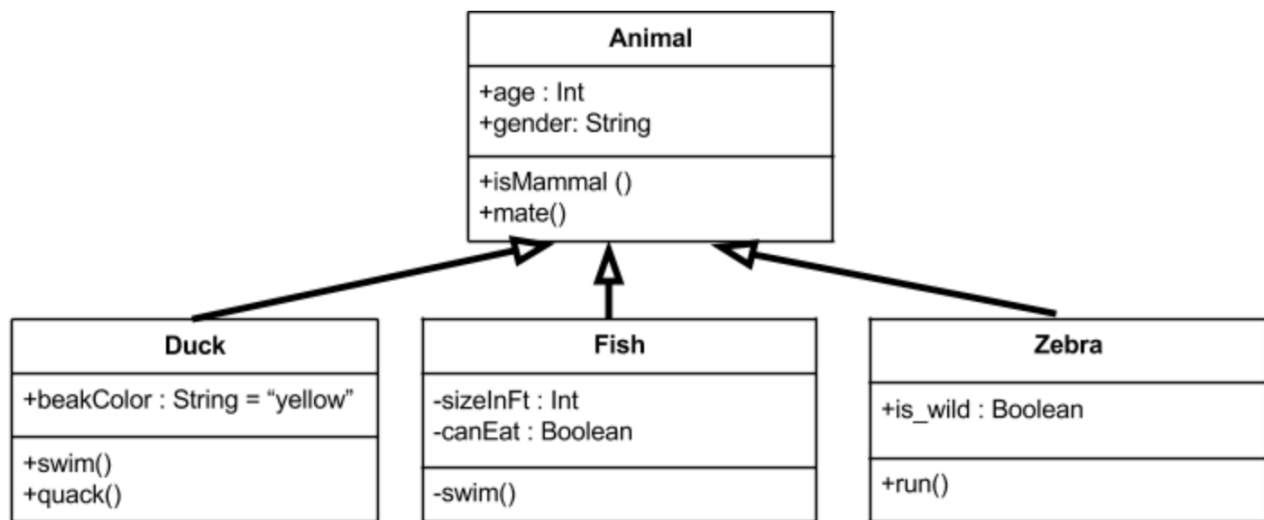 Animal
+age : Int
+gender: String
+isMammal ()
+mate()
Duck
+beakColor : String = “yellow”
+swim()
+quack()
Fish
-sizeInFt : Int
-canEat : Boolean
-swim()
Zebra
+is_wild : Boolean
+run()